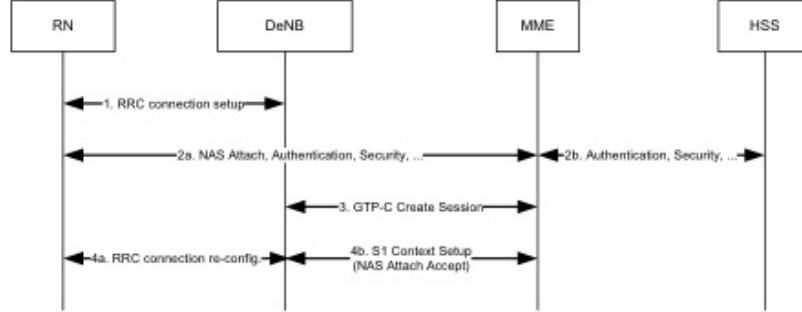 RN
DeNB
MME
HSS
1. RRC connection setup
2a. NAS Attach, Authentication, Security, ...
2b. Authentication, Security, ...
3. GTP-C Create Session
4a. RRC connection re-config.
4b. S1 Context Setup
(NAS Attach Accept)